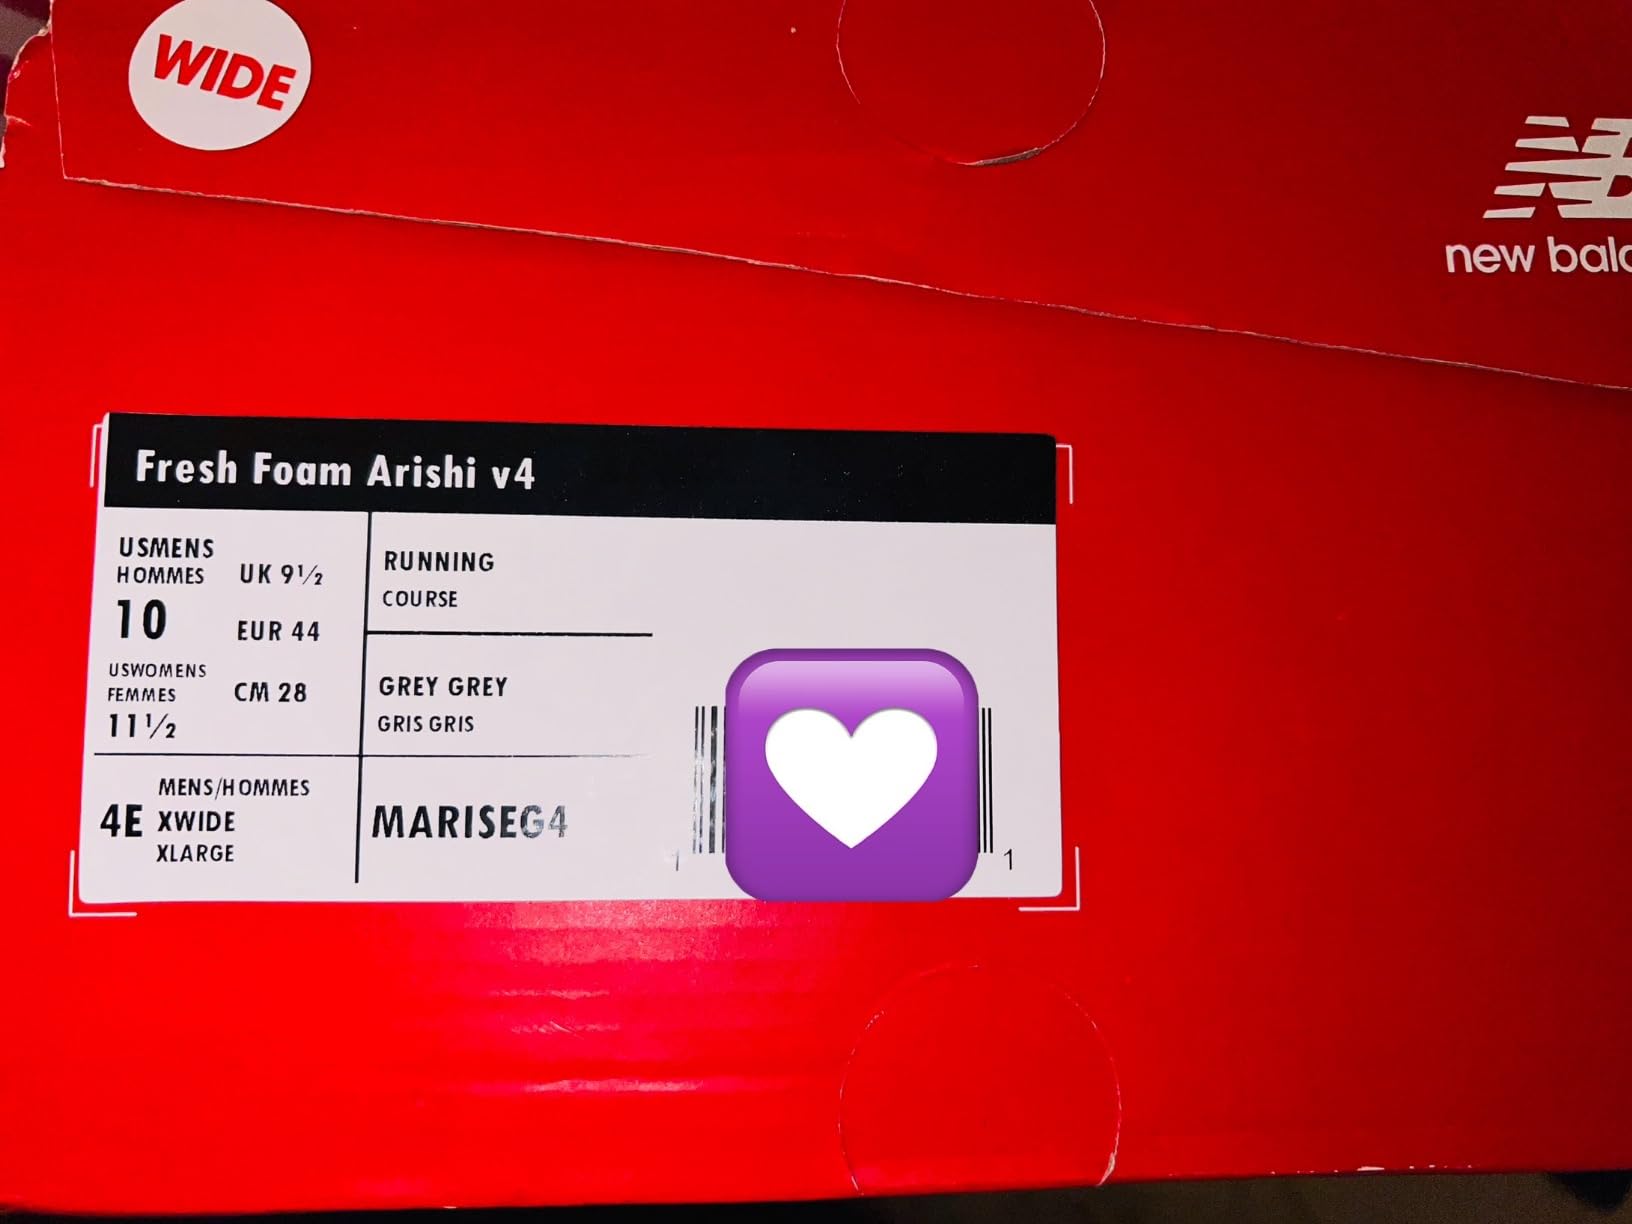 WIDE
NB
new bala
Fresh Foam Arishi v4
USMENS
HOMMES
10
UK 9½
EUR 44
USWOMENS
FEMMES
11½
CM 28
RUNNING
COURSE
GREY GREY
GRIS GRIS
4E
MENS/HOMMES
XWIDE
XLARGE
MARISEG4
1
1